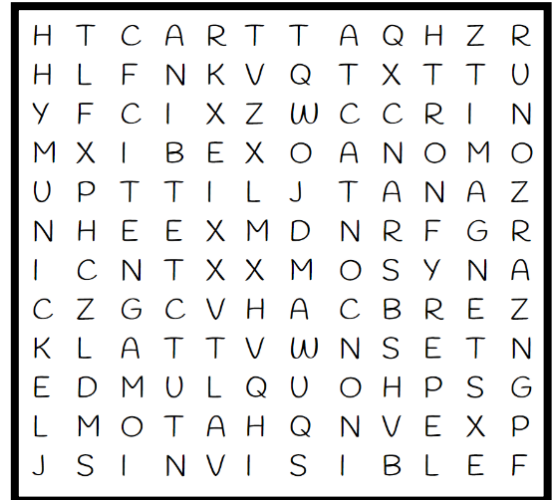 H T C A R T T A Q H Z R
H L F N K V Q T X T T U
Y F C I X Z W C C R I N
M X I B E X O A N O M O
U P T T I L J T A N A Z
N H E E X M D N R F G R
I C N T X X M O S Y N A
C Z G C V H A C B R E Z
K L A T T V W N S E T N
E D M U L Q U O H P S G
L M O T A H Q N V E X P
J S I N V I S I B L E F